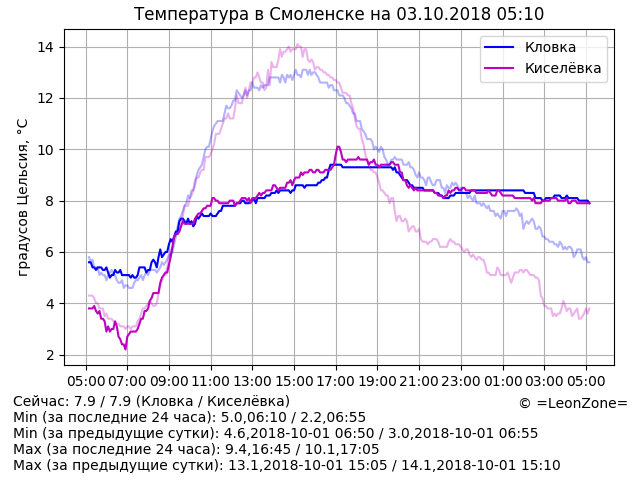 Температура в Смоленске на 03.10.2018 05:10
градусов Цельсия, °C
14
12
10
8
6
4
2
Кловка
Киселёвка
05:00 07:00 09:00 11:00 13:00 15:00 17:00 19:00 21:00 23:00 01:00 03:00 05:00
Сейчас: 7.9 / 7.9 (Кловка / Киселёвка)
© =LeonZone=
Min (за последние 24 часа): 5.0,06:10 / 2.2,06:55
Min (за предыдущие сутки): 4.6,2018-10-01 06:50 / 3.0,2018-10-01 06:55
Max (за последние 24 часа): 9.4,16:45 / 10.1,17:05
Max (за предыдущие сутки): 13.1,2018-10-01 15:05 / 14.1,2018-10-01 15:10